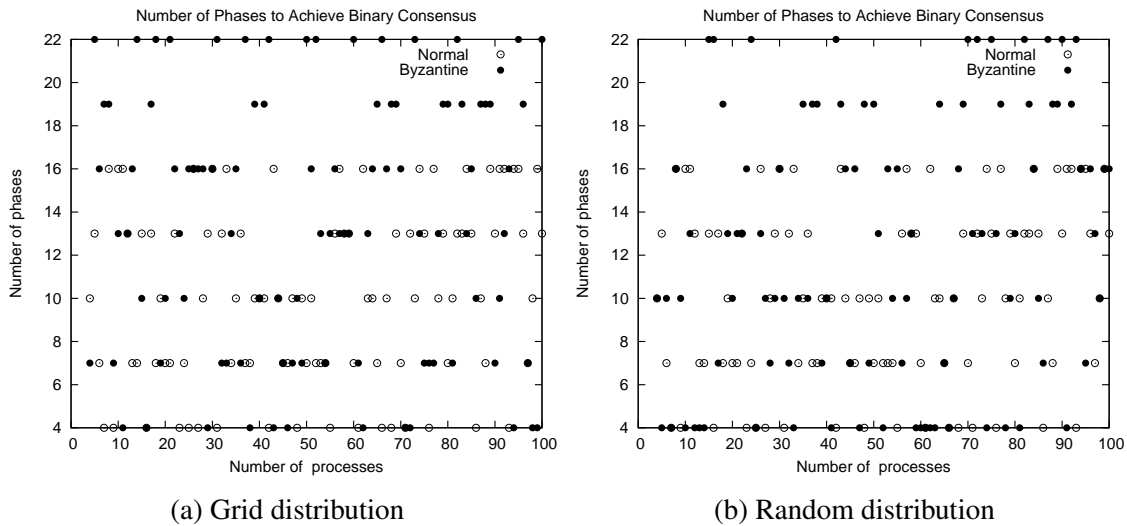 Number of Phases to Achieve Binary Consensus
22
20
18
16
14
12
10
8
6
4
Number of phases
Normal
Byzantine
0 10 20 30 40 50 60 70 80 90 100
Number of processes
(a) Grid distribution
Number of Phases to Achieve Binary Consensus
22
20
18
16
14
12
10
8
6
4
Number of phases
Normal
Byzantine
0 10 20 30 40 50 60 70 80 90 100
Number of processes
(b) Random distribution